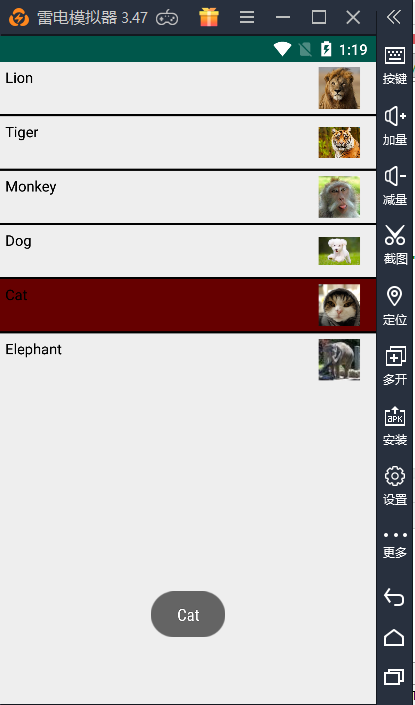 雷电模拟器 3.47
1:19
Lion
Tiger
Monkey
Dog
Cat
Elephant
Cat
按键
加量
减量
截图
定位
多开
APK
安装
设置
更多